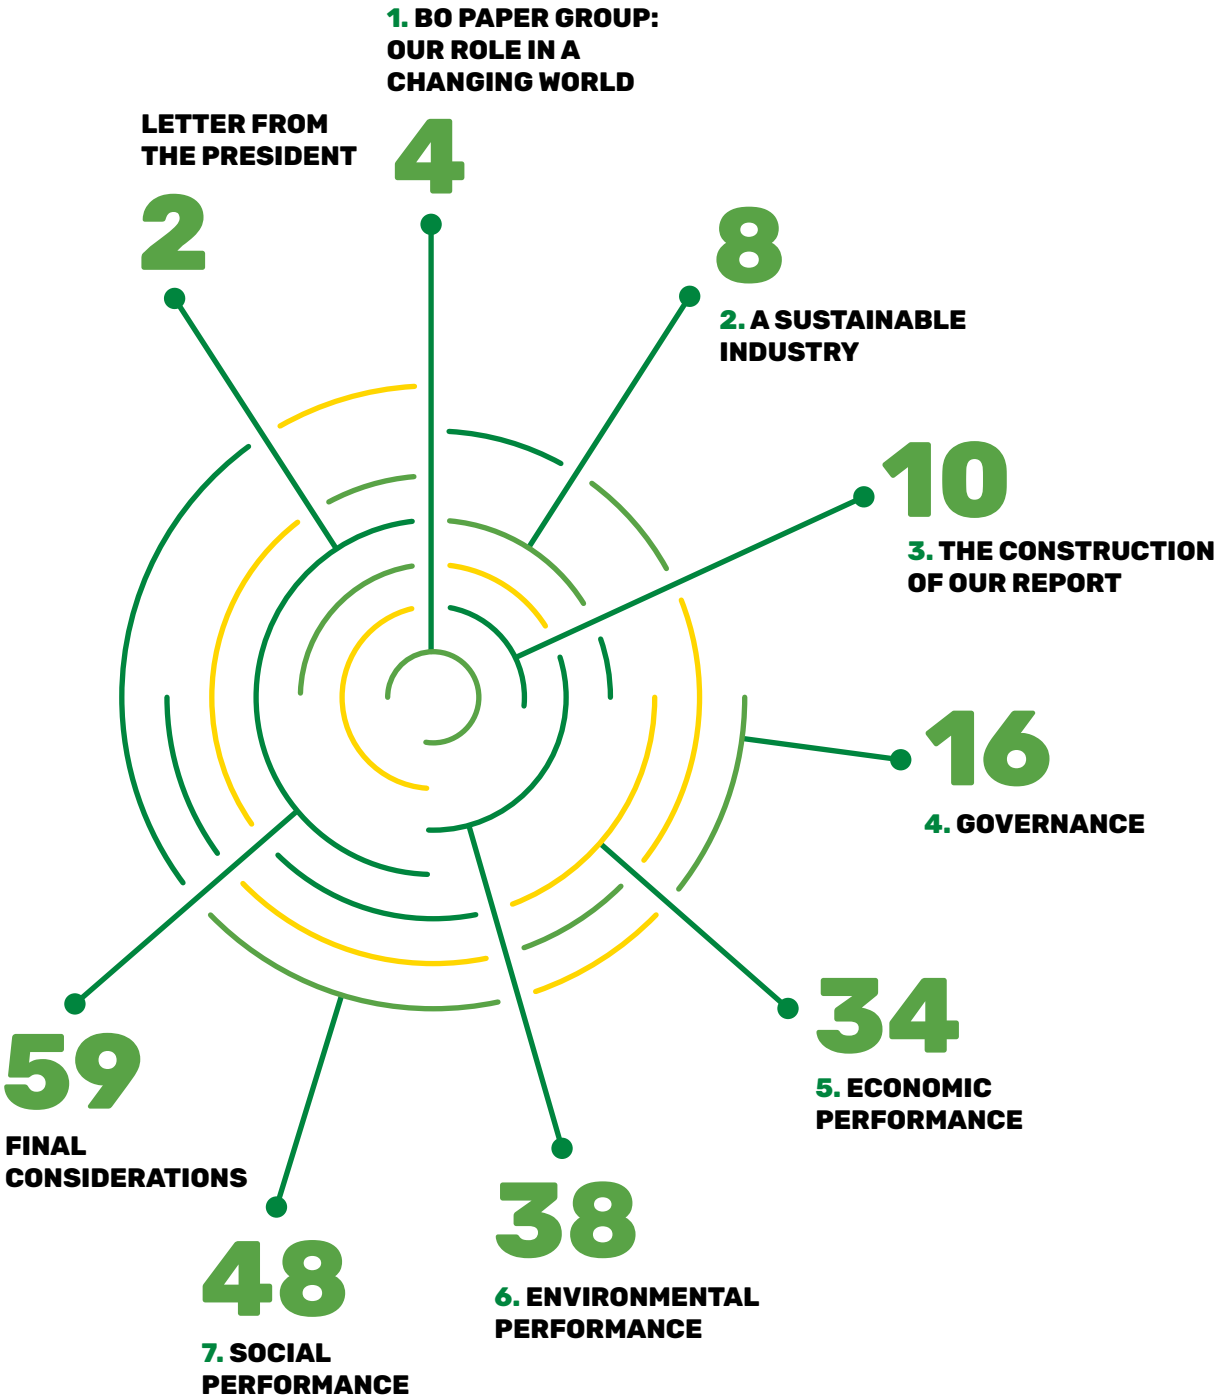 LETTER FROM
THE PRESIDENT
2
1. BO PAPER GROUP:
OUR ROLE IN A
CHANGING WORLD
4
8
2. A SUSTAINABLE
INDUSTRY
10
3. THE CONSTRUCTION
OF OUR REPORT
16
4. GOVERNANCE
34
5. ECONOMIC
PERFORMANCE
38
6. ENVIRONMENTAL
PERFORMANCE
48
7. SOCIAL
PERFORMANCE
59
FINAL
CONSIDERATIONS